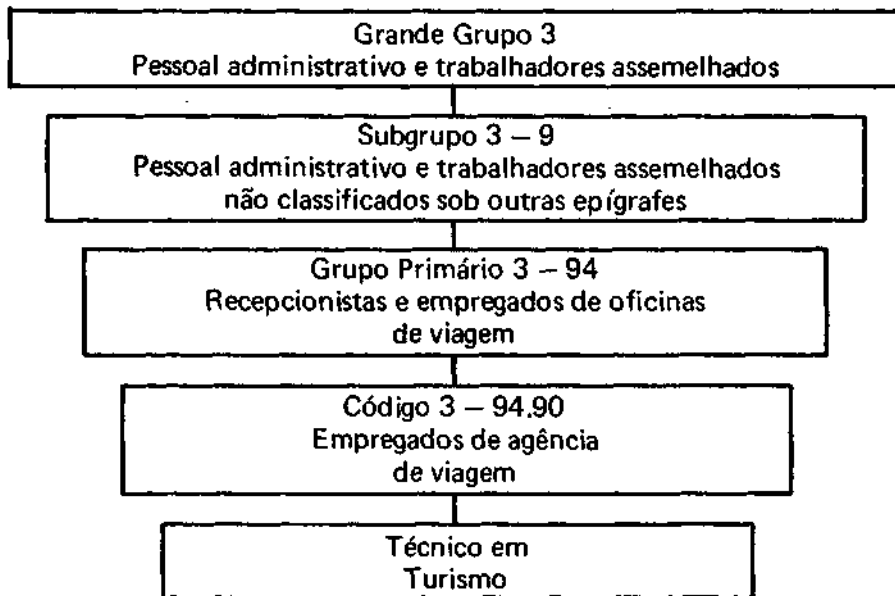 Grande Grupo 3
Pessoal administrativo e trabalhadores assemelhados
Subgrupo 3 — 9
Pessoal administrativo e trabalhadores assemelhados
não classificados sob outras epígrafes
Grupo Primário 3 — 94
Recepcionistas e empregados de oficinas
de viagem
Código 3 — 94.90
Empregados de agência
de viagem
Técnico em
Turismo